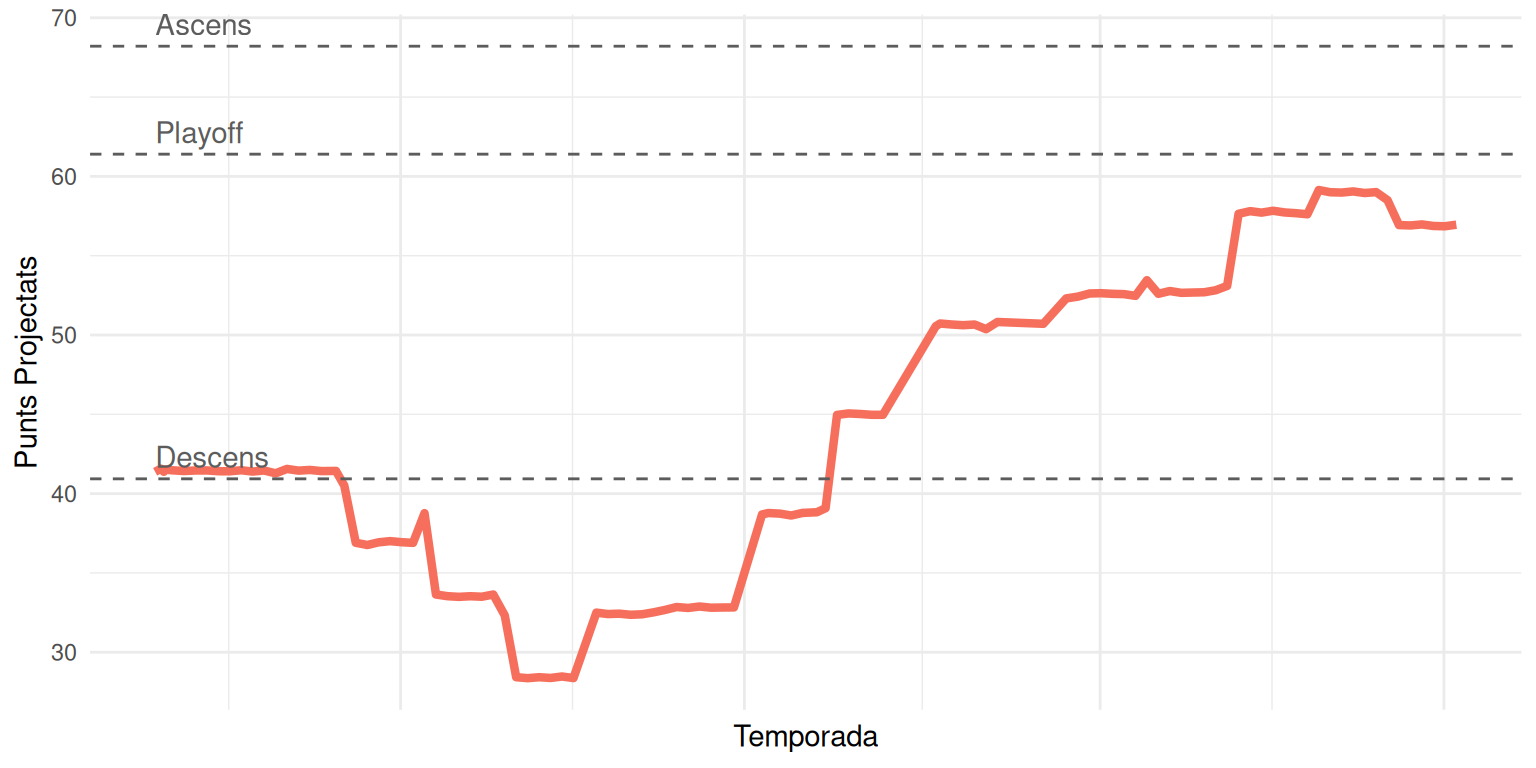 70
Ascens
Playoff
60
50
Descens
40
30
Punts Projectats
Temporada